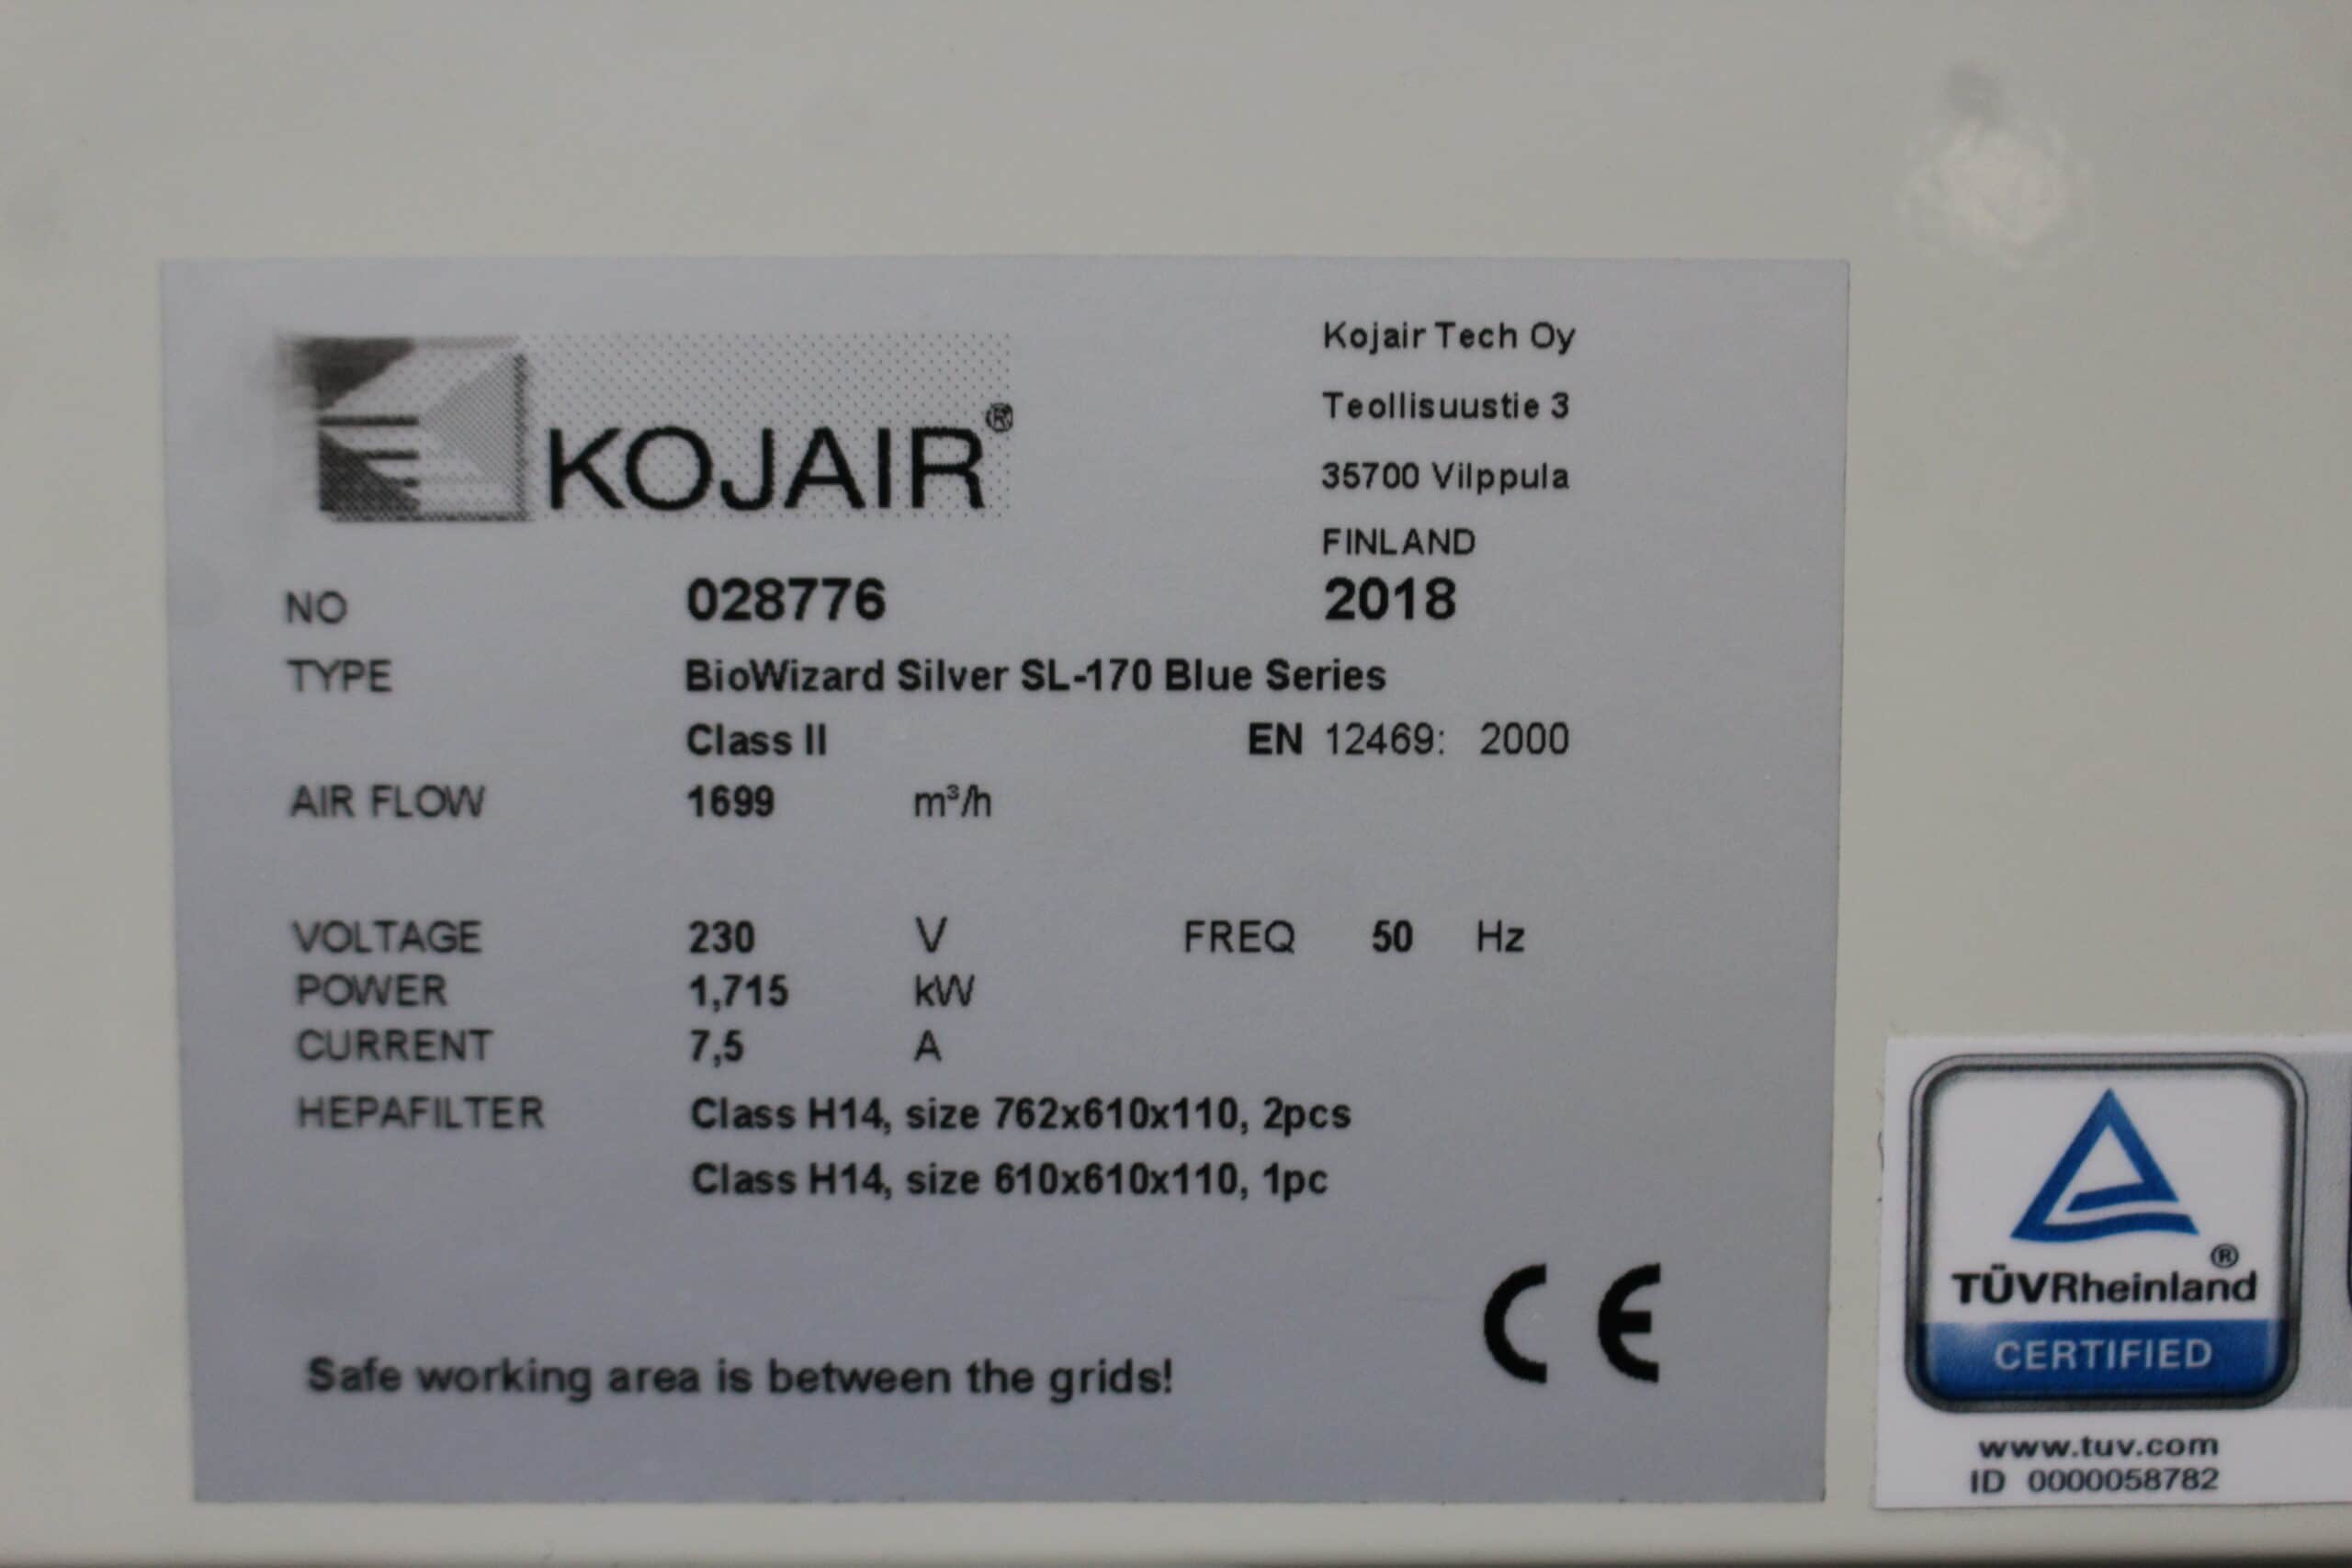 KOJAIR®
Kojair Tech Oy
Teollisuustie 3
35700 Vilppula
FINLAND
NO 028776 2018
TYPE BioWizard Silver SL-170 Blue Series
Class II EN 12469: 2000
AIR FLOW 1699 m³/h
VOLTAGE 230 V FREQ 50 Hz
POWER 1,715 kW
CURRENT 7,5 A
HEPAFILTER Class H14, size 762x610x110, 2pcs
Class H14, size 610x610x110, 1pc
CE
Safe working area is between the grids!
®
TÜVRheinland
CERTIFIED
www.tuv.com
ID 0000058782